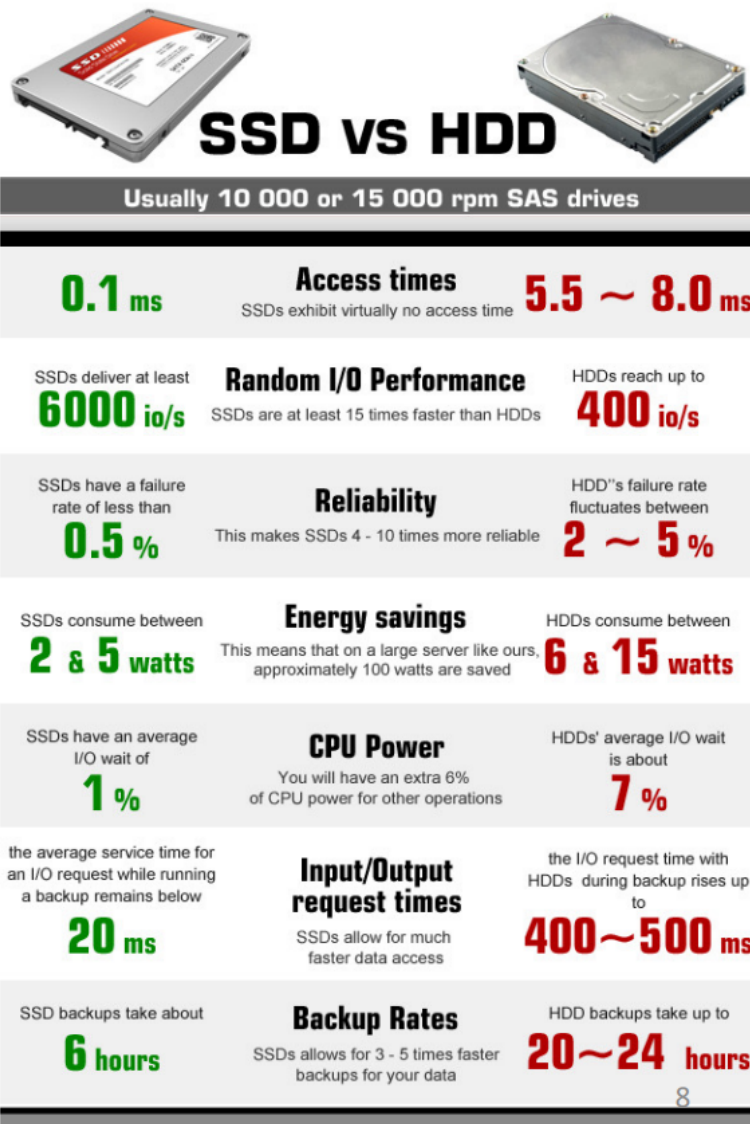 SSD
SSD vs HDD
Usually 10 000 or 15 000 rpm SAS drives
0.1 ms
Access times
SSDs exhibit virtually no access time
5.5 ~ 8.0 ms
SSDs deliver at least
6000 io/s
Random I/O Performance
SSDs are at least 15 times faster than HDDs
HDDs reach up to
400 io/s
SSDs have a failure
rate of less than
0.5 %
Reliability
This makes SSDs 4 - 10 times more reliable
HDD"s failure rate
fluctuates between
2 ~ 5 %
SSDs consume between
2 & 5 watts
Energy savings
This means that on a large server like ours,
approximately 100 watts are saved
HDDs consume between
6 & 15 watts
SSDs have an average
I/O wait of
1 %
CPU Power
You will have an extra 6%
of CPU power for other operations
HDDs' average I/O wait
is about
7 %
the average service time for
an I/O request while running
a backup remains below
20 ms
Input/Output
request times
SSDs allow for much
faster data access
the I/O request time with
HDDs during backup rises up
to
400~500 ms
SSD backups take about
6 hours
Backup Rates
SSDs allows for 3 - 5 times faster
backups for your data
HDD backups take up to
20~24 hours
8